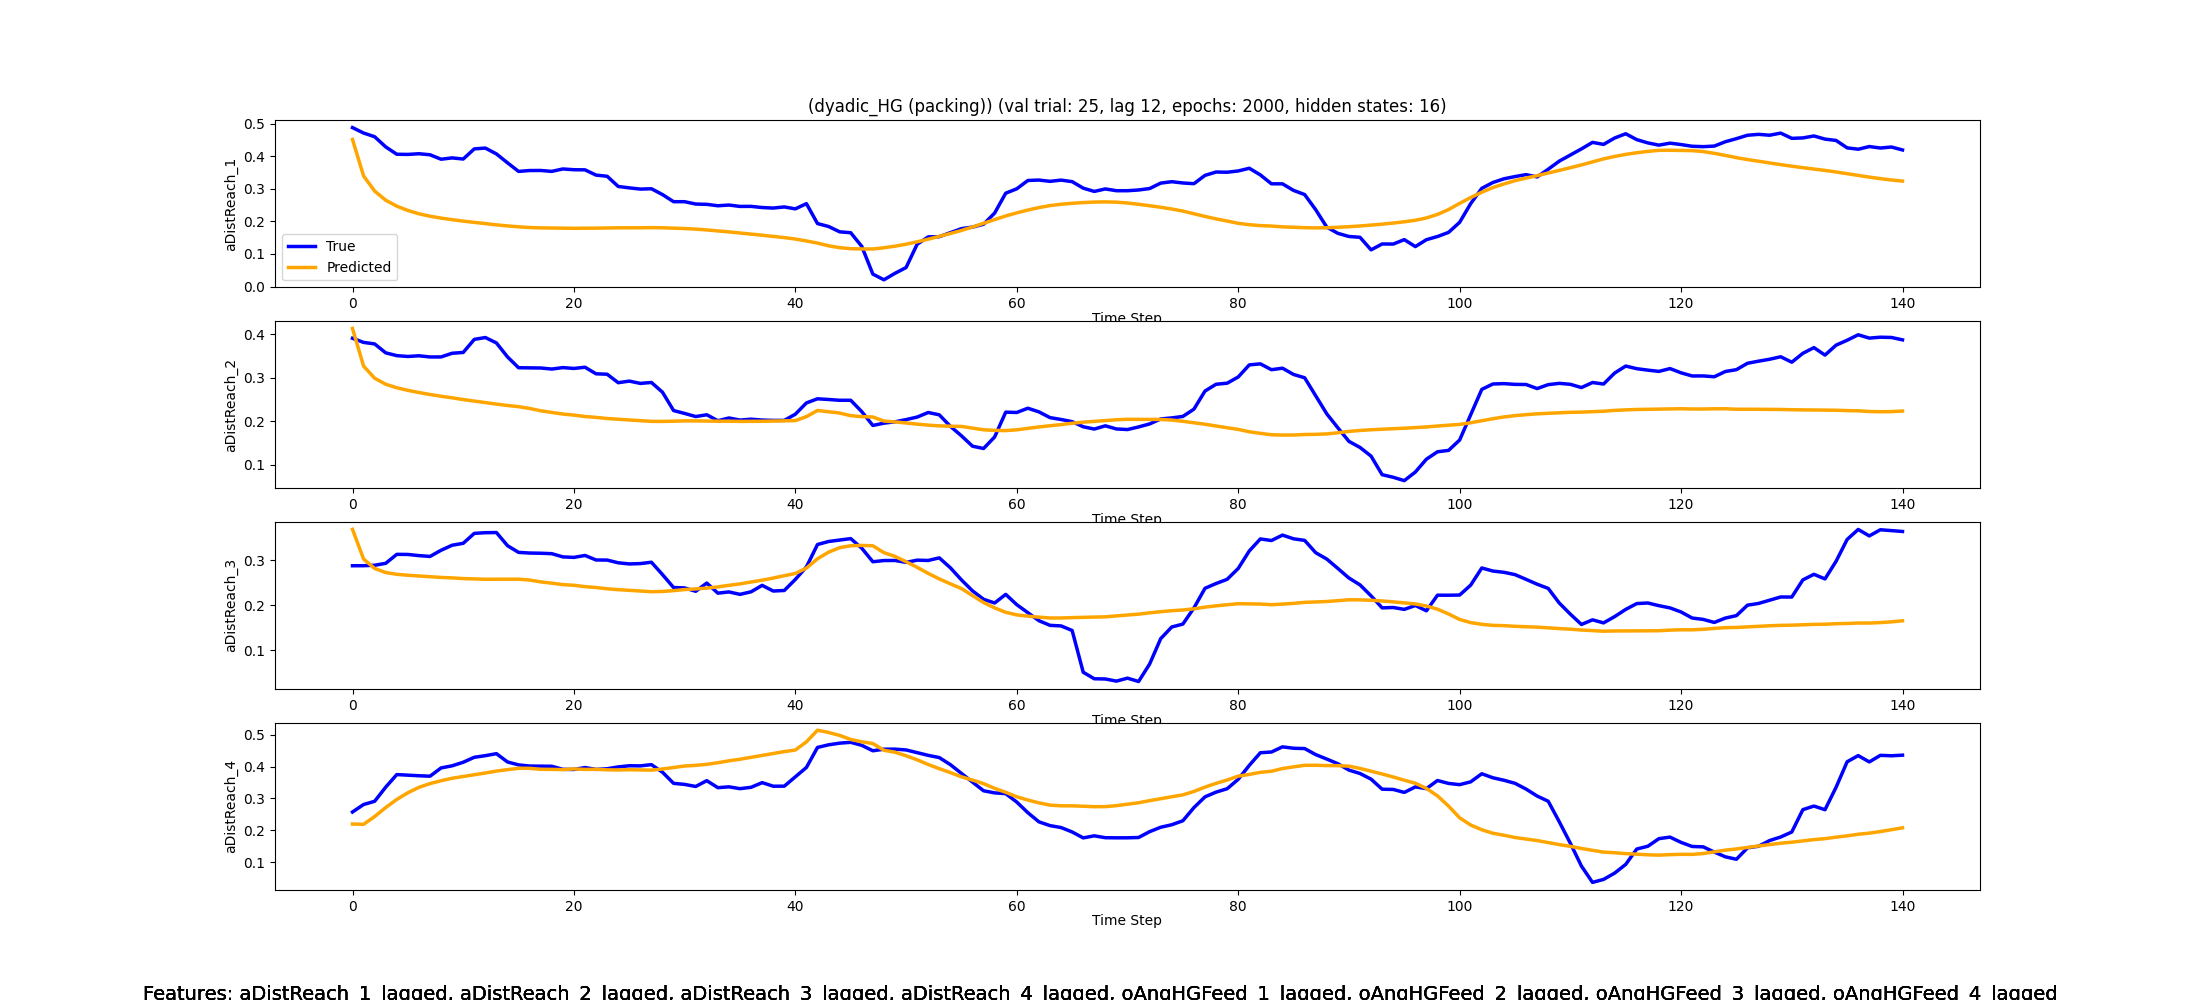 (dyadic_HG (packing)) (val trial: 25, lag 12, epochs: 2000, hidden states: 16)
aDistReach_1
0.5
0.4
0.3
0.2
0.1
0.0
True
Predicted
0 20 40 60 80 100 120 140
Time Step
aDistReach_2
0.4
0.3
0.2
0.1
0 20 40 60 80 100 120 140
Time Step
aDistReach_3
0.3
0.2
0.1
0 20 40 60 80 100 120 140
Time Step
aDistReach_4
0.5
0.4
0.3
0.2
0.1
0 20 40 60 80 100 120 140
Time Step
Features: aDistReach_1_lagged, aDistReach_2_lagged, aDistReach_3_lagged, aDistReach_4_lagged, oAngHGFeed_1_lagged, oAngHGFeed_2_lagged, oAngHGFeed_3_lagged, oAngHGFeed_4_lagged